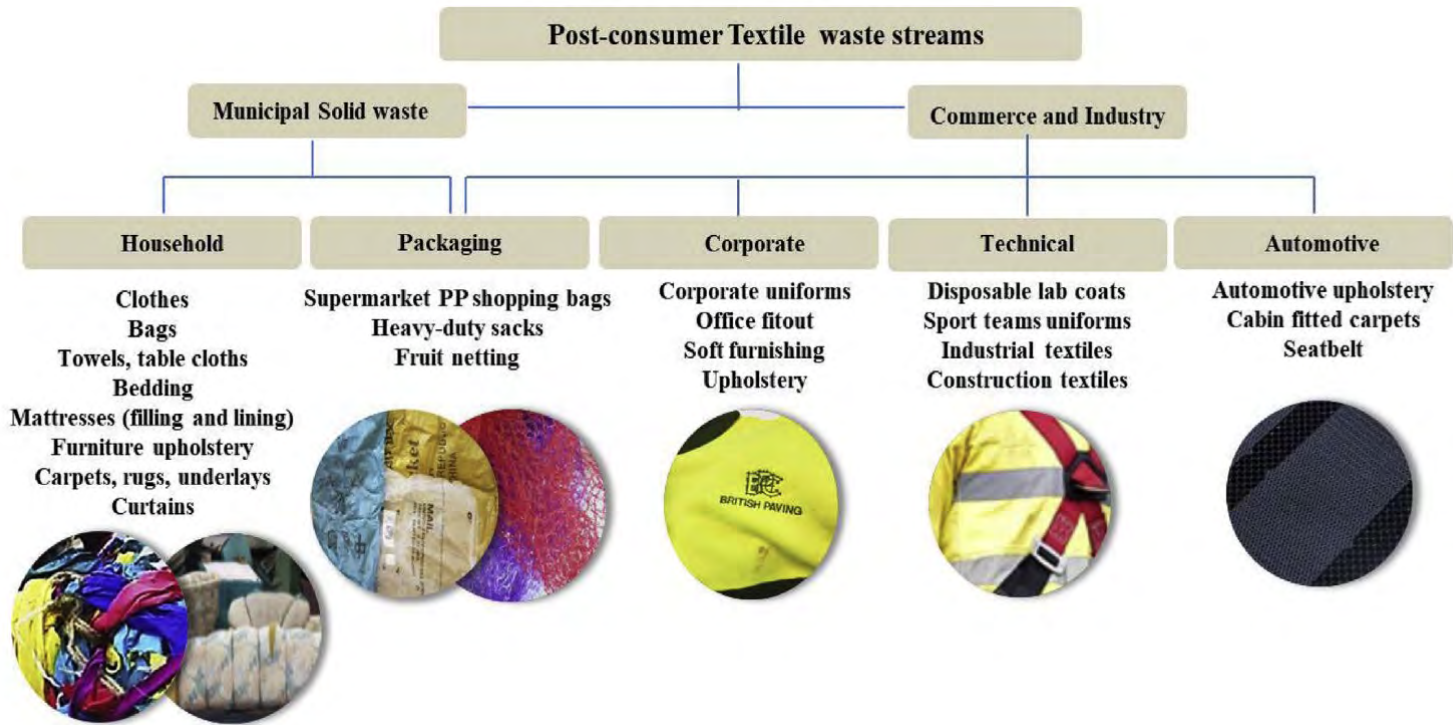 Post-consumer Textile waste streams
Municipal Solid waste
Commerce and Industry
Household
Packaging
Corporate
Technical
Automotive
Clothes
Bags
Towels, table cloths
Bedding
Mattresses (filling and lining)
Furniture upholstery
Carpets, rugs, underlays
Curtains
Supermarket PP shopping bags
Heavy-duty sacks
Fruit netting
Corporate uniforms
Office fitout
Soft furnishing
Upholstery
Disposable lab coats
Sport teams uniforms
Industrial textiles
Construction textiles
Automotive upholstery
Cabin fitted carpets
Seatbelt
BRITISH PAVING